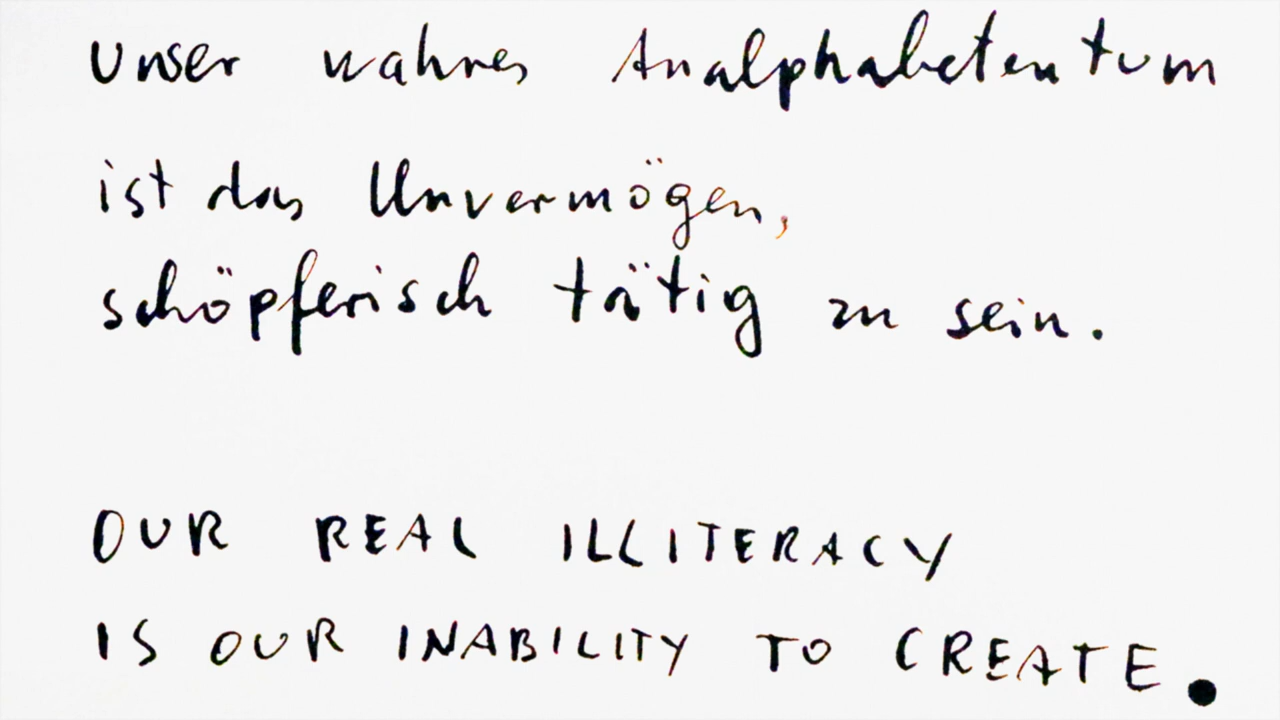 Unser wahres Analphabetentum
ist das Unvermögen,
schöpferisch tätig zu sein.
OUR REAL ILLITERACY
IS OUR INABILITY TO CREATE.